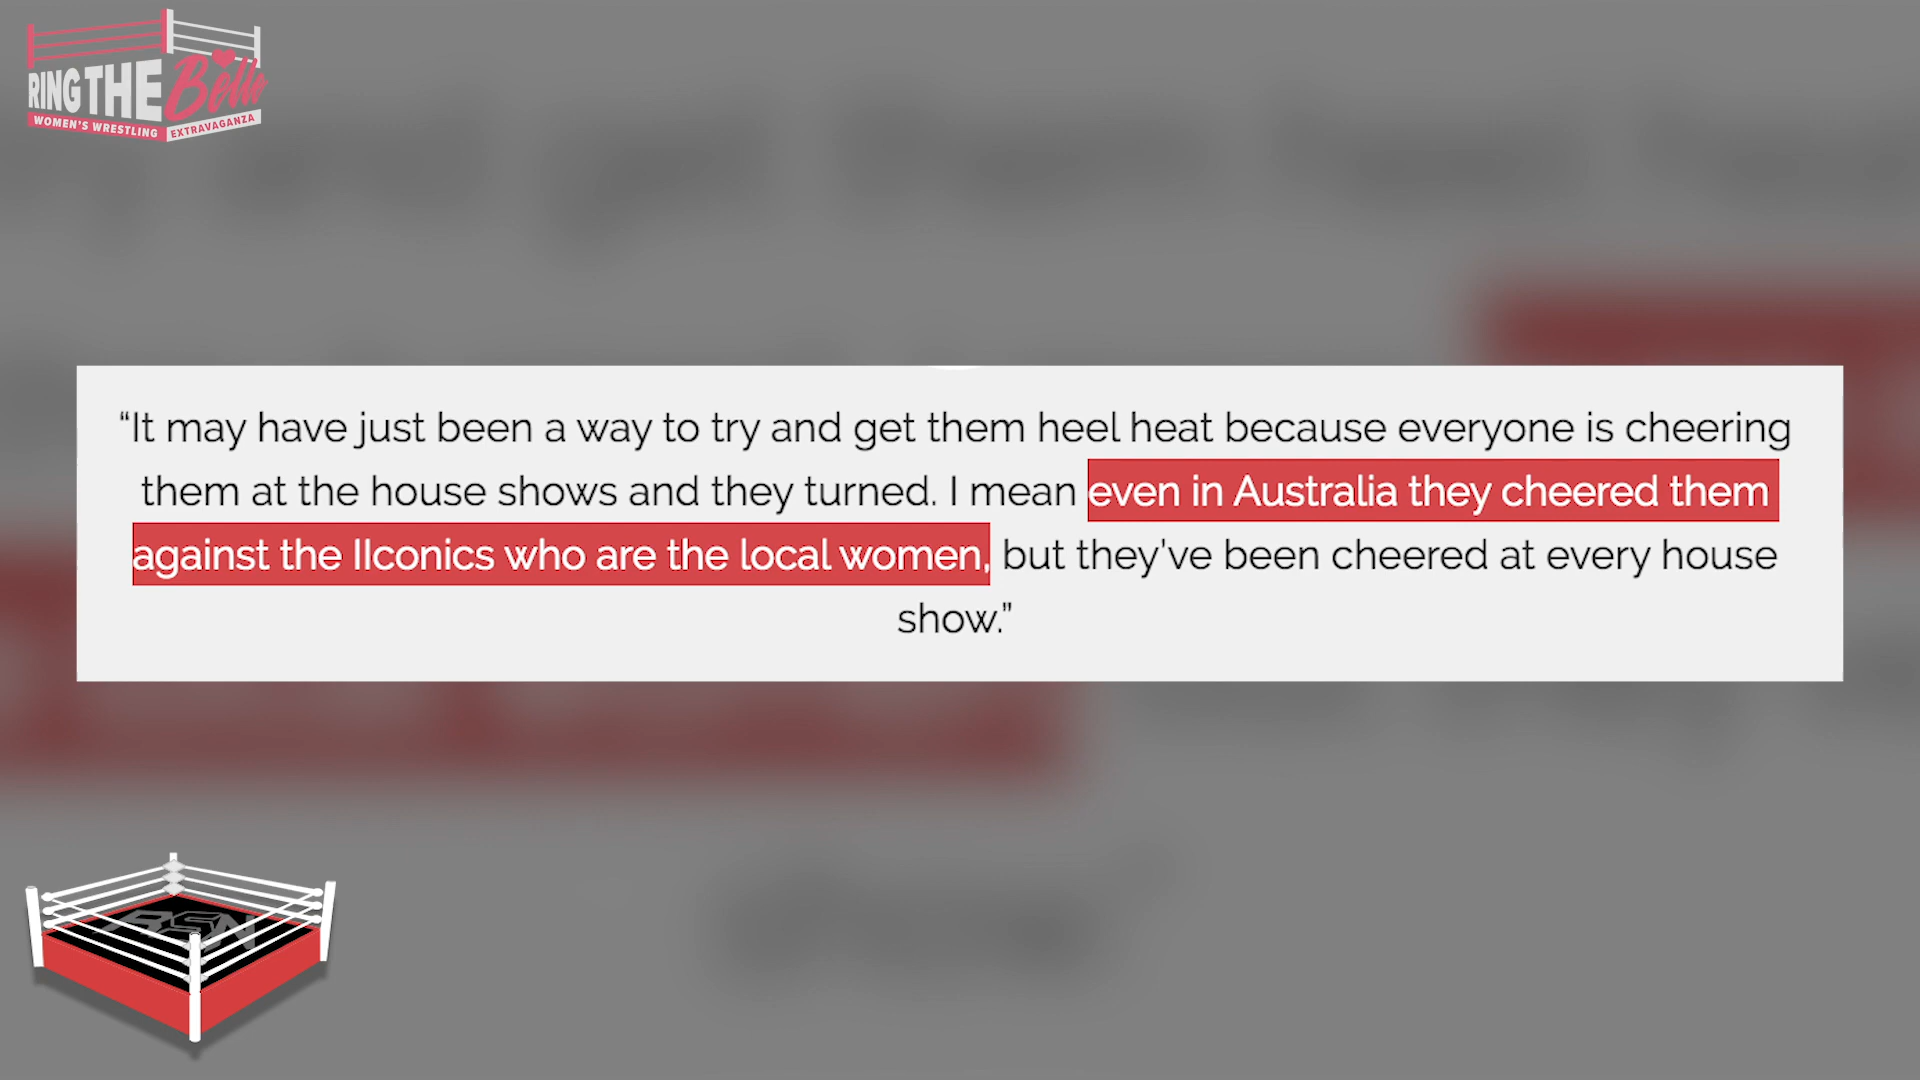 RING THE Belle
WOMEN'S WRESTLING EXTRAVAGANZA
“It may have just been a way to try and get them heel heat because everyone is cheering
them at the house shows and they turned. I mean even in Australia they cheered them
against the IIconics who are the local women, but they've been cheered at every house
show.”
RSN